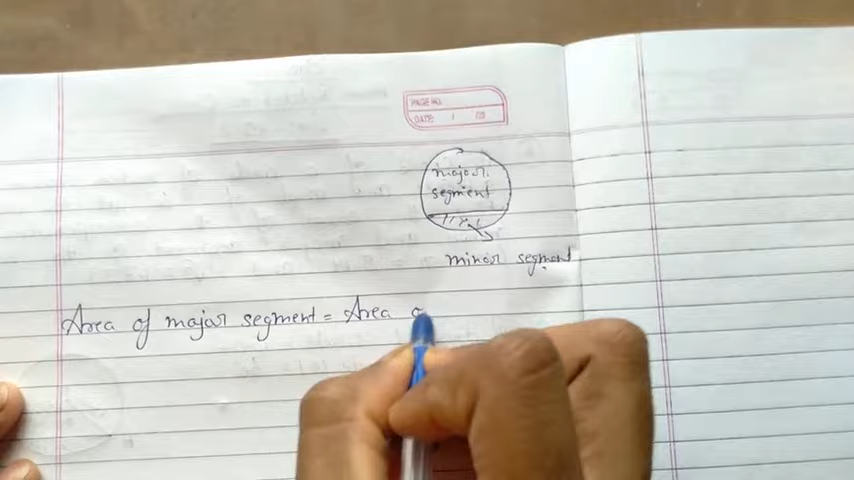 PAGE NO.
DATE / /
major
segment
minor segment
Area of major segment = Area o